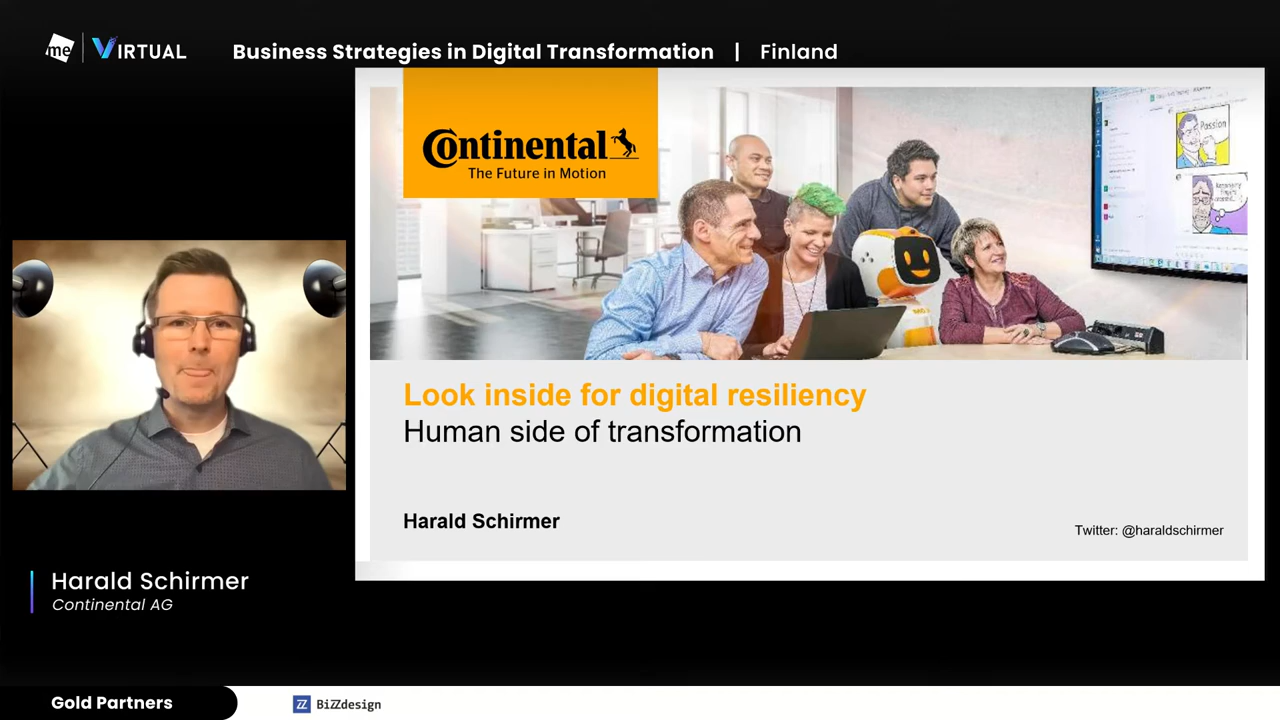 me | VIRTUAL
Business Strategies in Digital Transformation | Finland
Continental
The Future in Motion
Passion
Look inside for digital resiliency
Human side of transformation
Harald Schirmer
Twitter: @haraldschirmer
Harald Schirmer
Continental AG
Gold Partners
BiZZdesign